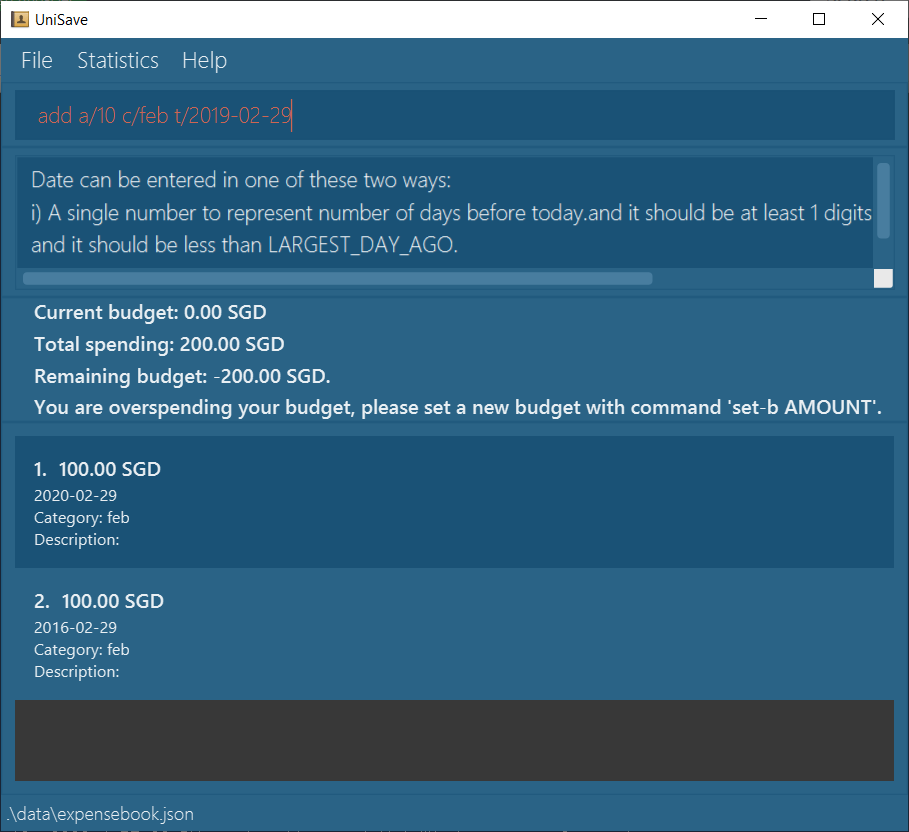 UniSave
File Statistics Help
add a/10 c/feb t/2019-02-29
Date can be entered in one of these two ways:
i) A single number to represent number of days before today.and it should be at least 1 digits
and it should be less than LARGEST_DAY_AGO.
Current budget: 0.00 SGD
Total spending: 200.00 SGD
Remaining budget: -200.00 SGD.
You are overspending your budget, please set a new budget with command 'set-b AMOUNT'.
1. 100.00 SGD
2020-02-29
Category: feb
Description:
2. 100.00 SGD
2016-02-29
Category: feb
Description:
.\data\expensebook.json